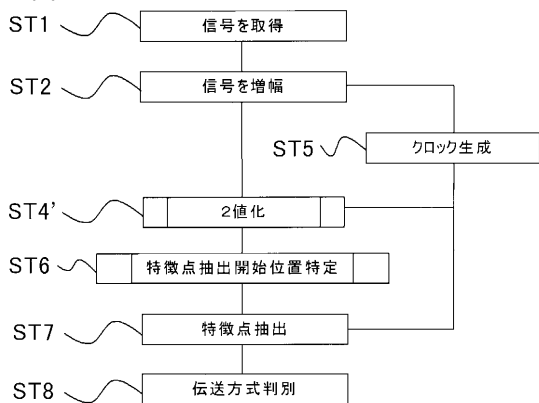 ST1 信号を取得
ST2 信号を増幅
ST5 クロック生成
ST4' 2値化
ST6 特徴点抽出開始位置特定
ST7 特徴点抽出
ST8 伝送方式判別